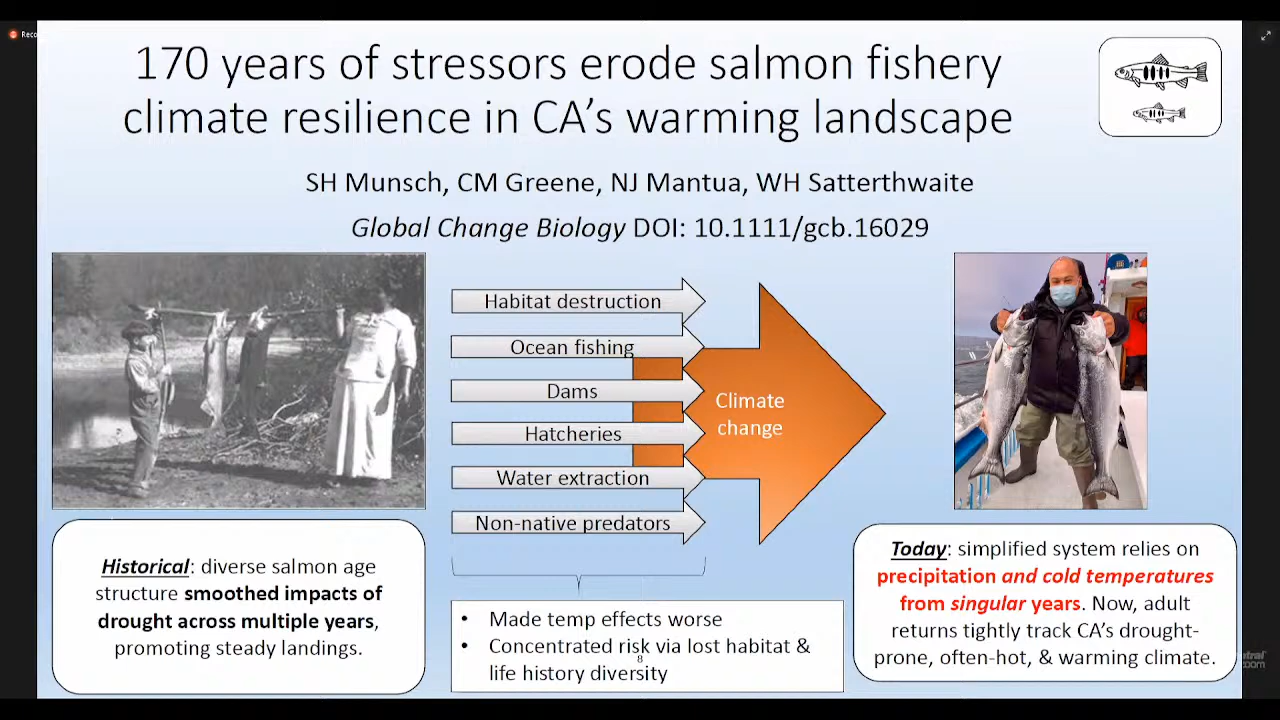 Reco
170 years of stressors erode salmon fishery
climate resilience in CA's warming landscape
SH Munsch, CM Greene, NJ Mantua, WH Satterthwaite
Global Change Biology DOI: 10.1111/gcb.16029
Habitat destruction
Ocean fishing
Dams
Hatcheries
Water extraction
Non-native predators
Climate
change
Historical: diverse salmon age
structure smoothed impacts of
drought across multiple years,
promoting steady landings.
• Made temp effects worse
• Concentrated risk via lost habitat &
life history diversity
8
Today: simplified system relies on
precipitation and cold temperatures
from singular years. Now, adult
returns tightly track CA's drought-
prone, often-hot, & warming climate.